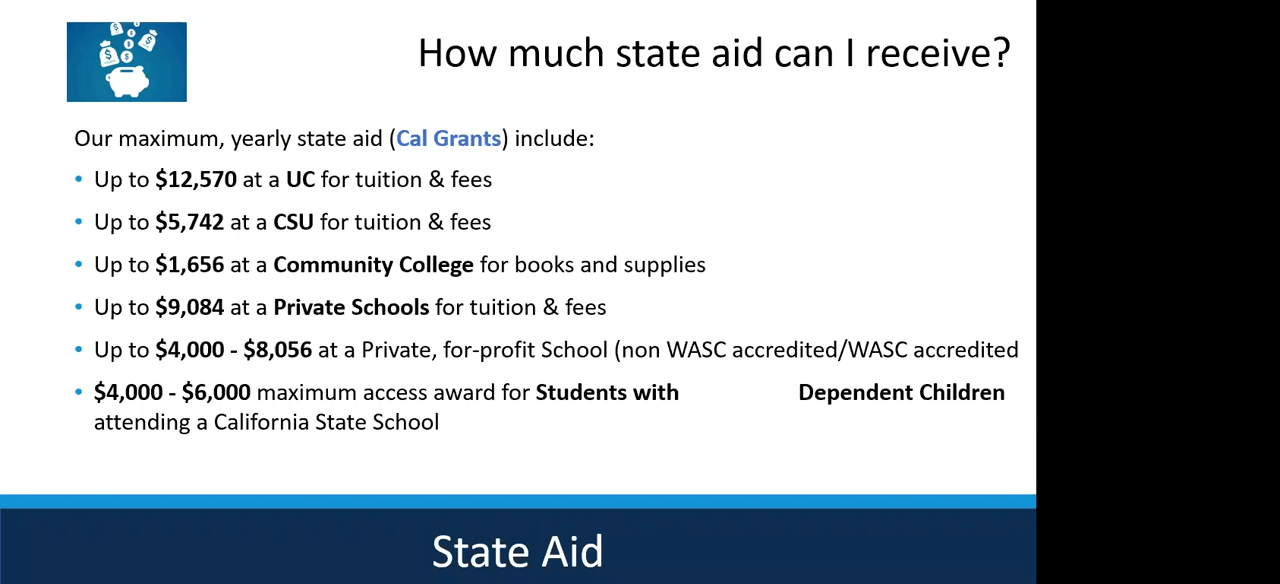 How much state aid can I receive?
Our maximum, yearly state aid (Cal Grants) include:
• Up to $12,570 at a UC for tuition & fees
• Up to $5,742 at a CSU for tuition & fees
• Up to $1,656 at a Community College for books and supplies
• Up to $9,084 at a Private Schools for tuition & fees
• Up to $4,000 - $8,056 at a Private, for-profit School (non WASC accredited/WASC accredited
• $4,000 - $6,000 maximum access award for Students with Dependent Children
attending a California State School
State Aid